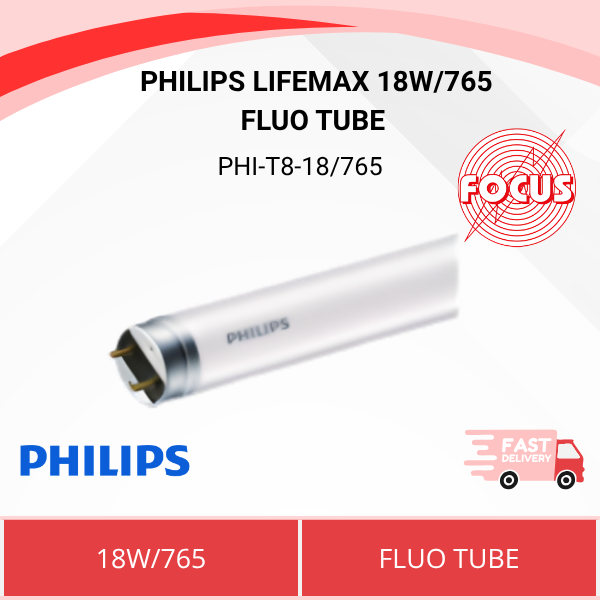 PHILIPS LIFEMAX 18W/765
FLUO TUBE
PHI-T8-18/765
FOCUS
PHILIPS
PHILIPS
FAST
DELIVERY
18W/765
FLUO TUBE